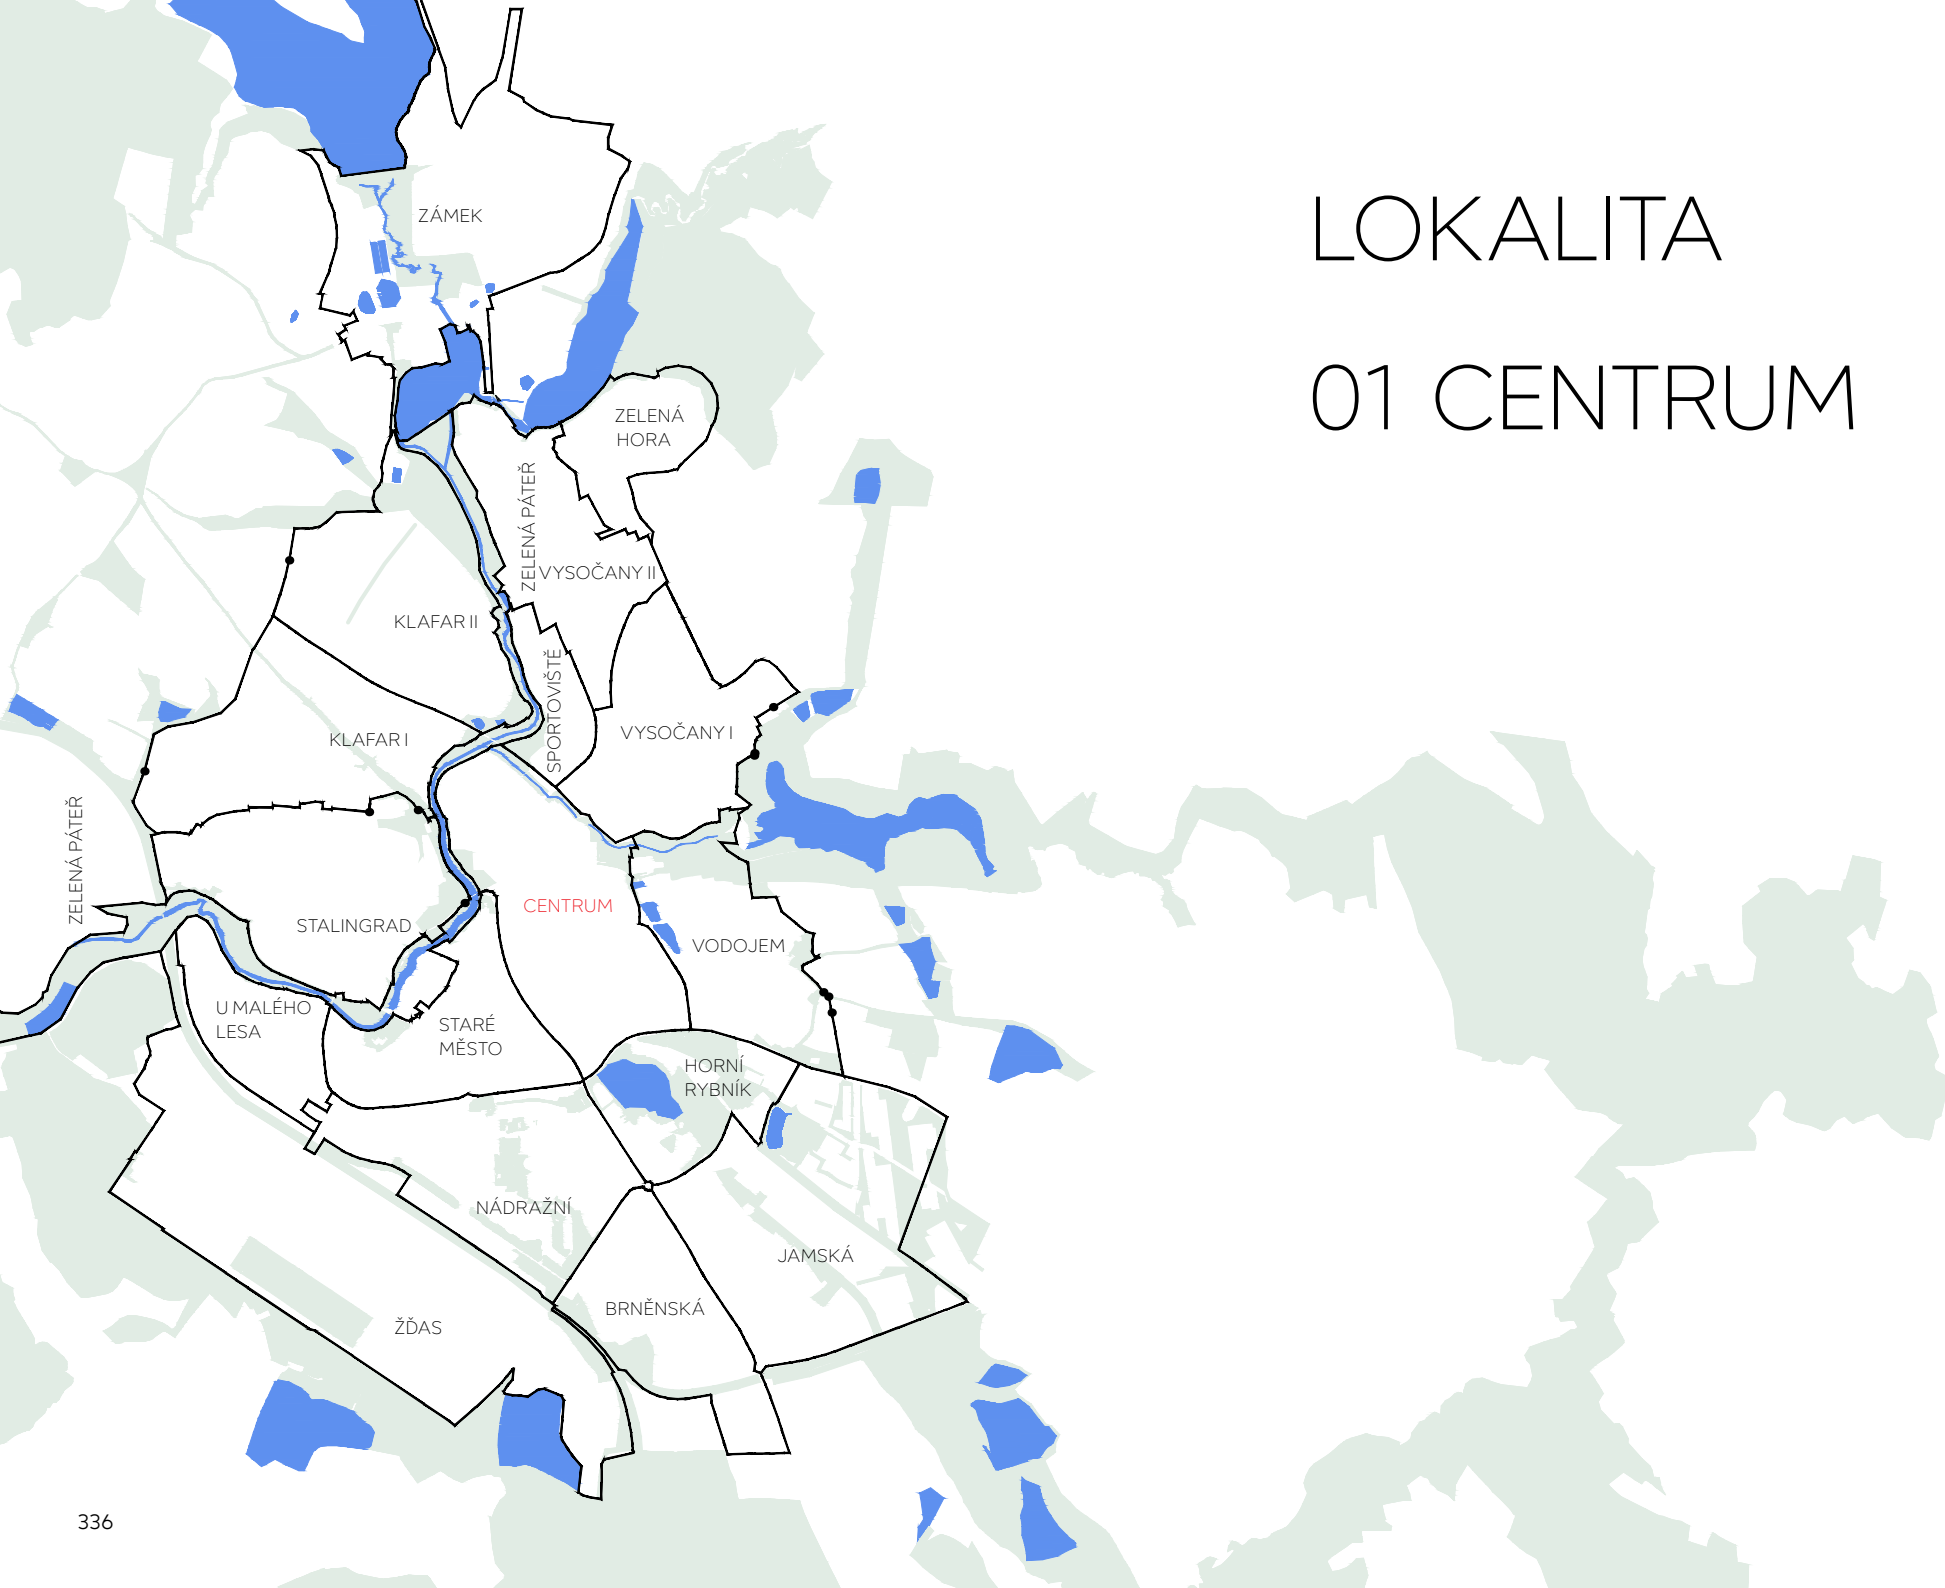 LOKALITA
01 CENTRUM
ZÁMEK
ZELENÁ
HORA
ZELENÁ PÁTEŘ
VYSOČANY II
KLAFAR II
SPORTOVIŠTĚ
VYSOČANY I
KLAFAR I
ZELENÁ PÁTEŘ
CENTRUM
STALINGRAD
VODOJEM
U MALÉHO
LESA
STARÉ
MĚSTO
HORNÍ
RYBNÍK
NÁDRAŽNÍ
JAMSKÁ
BRNĚNSKÁ
ŽĎAS
336